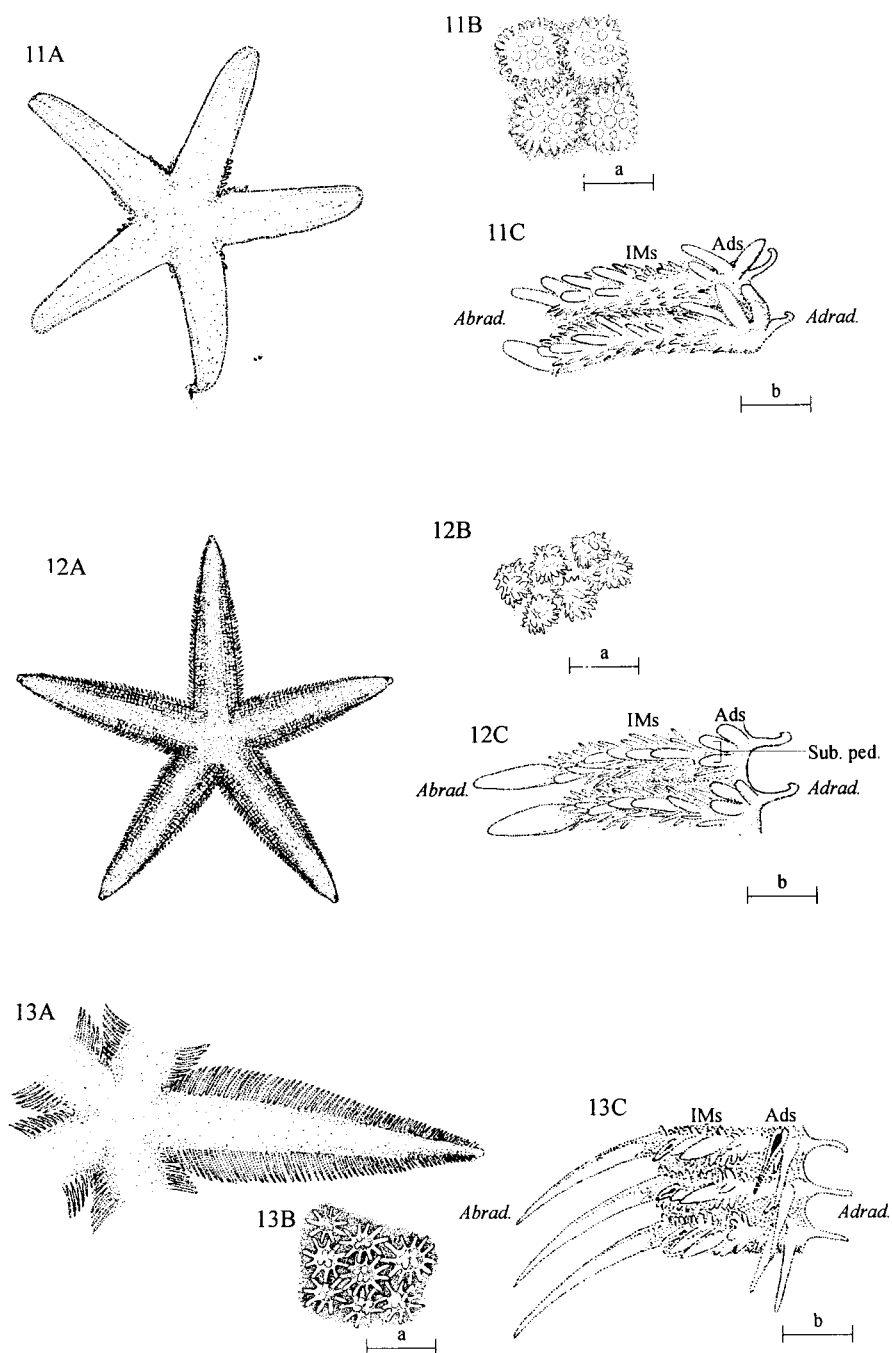 11A
11B
a
11C
IMs Ads
Abrad. Adrad.
b
12A
12B
a
12C
IMs Ads
Sub. ped.
Abrad. Adrad.
b
13A
13B
a
13C
IMs Ads
Abrad. Adrad.
b